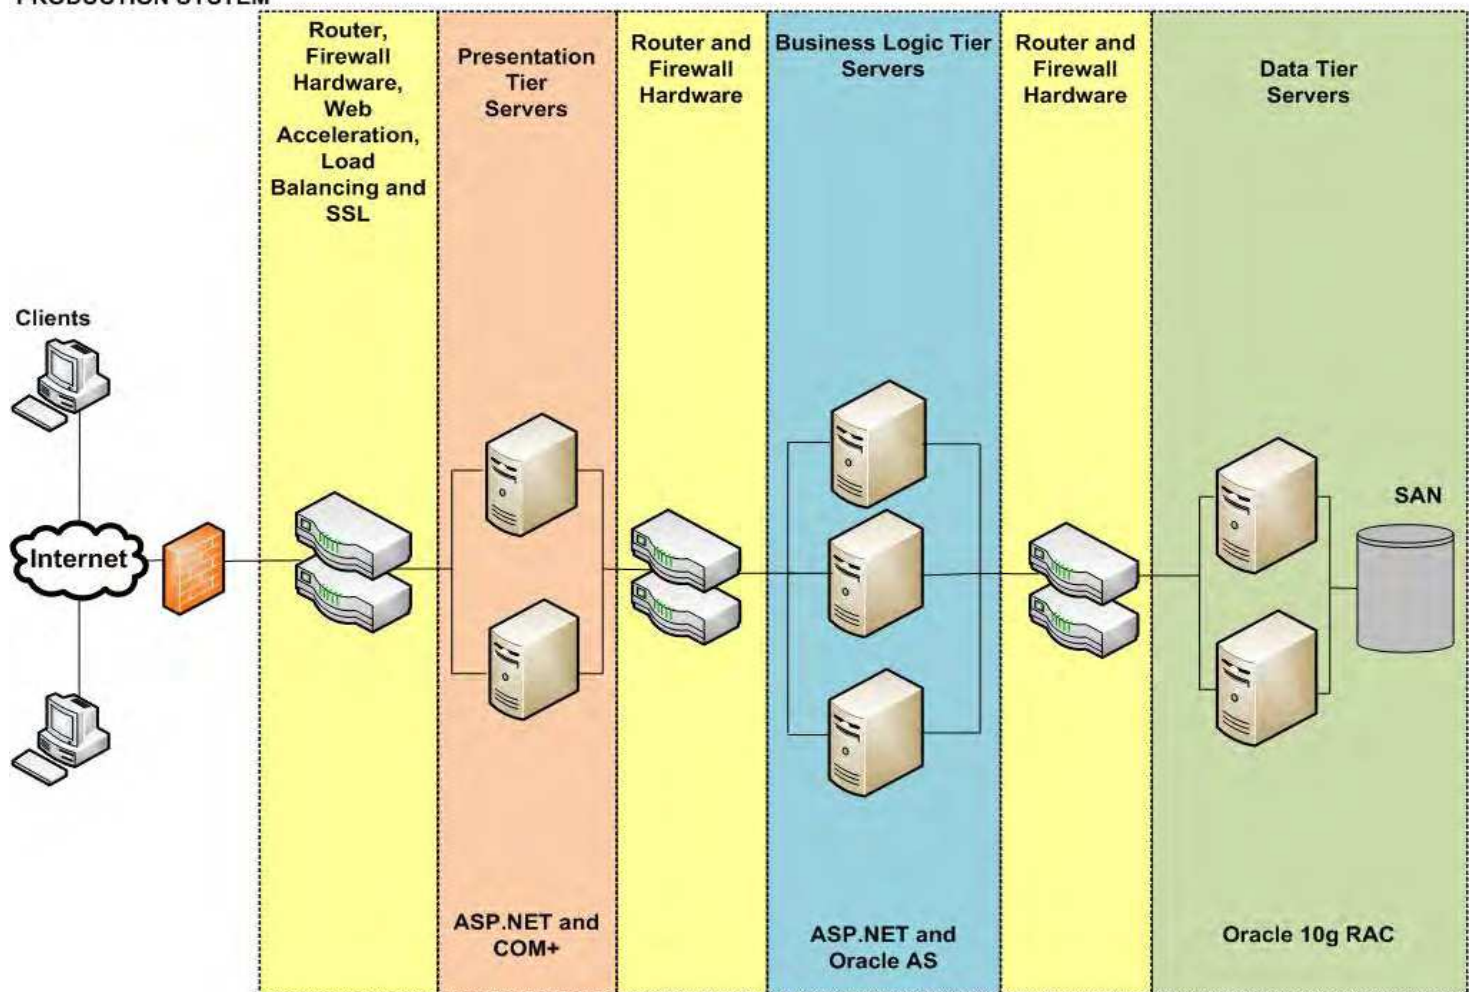 PRODUCTION SYSTEM
Router,
Firewall
Hardware,
Web
Acceleration,
Load
Balancing and
SSL
Presentation
Tier
Servers
Router and
Firewall
Hardware
Business Logic Tier
Servers
Router and
Firewall
Hardware
Data Tier
Servers
Clients
Internet
SAN
ASP.NET and
COM+
ASP.NET and
Oracle AS
Oracle 10g RAC